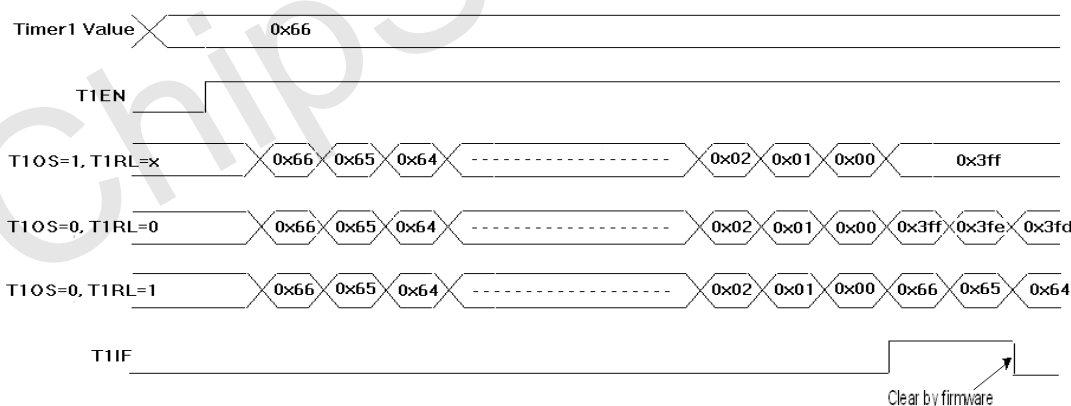 Timer1 Value 0x66
T1EN
T1OS=1, T1RL=x 0x66 0x65 0x64 0x02 0x01 0x00 0x3ff
T1OS=0, T1RL=0 0x66 0x65 0x64 0x02 0x01 0x00 0x3ff 0x3fe 0x3fd
T1OS=0, T1RL=1 0x66 0x65 0x64 0x02 0x01 0x00 0x66 0x65 0x64
T1IF
Clear by firmware